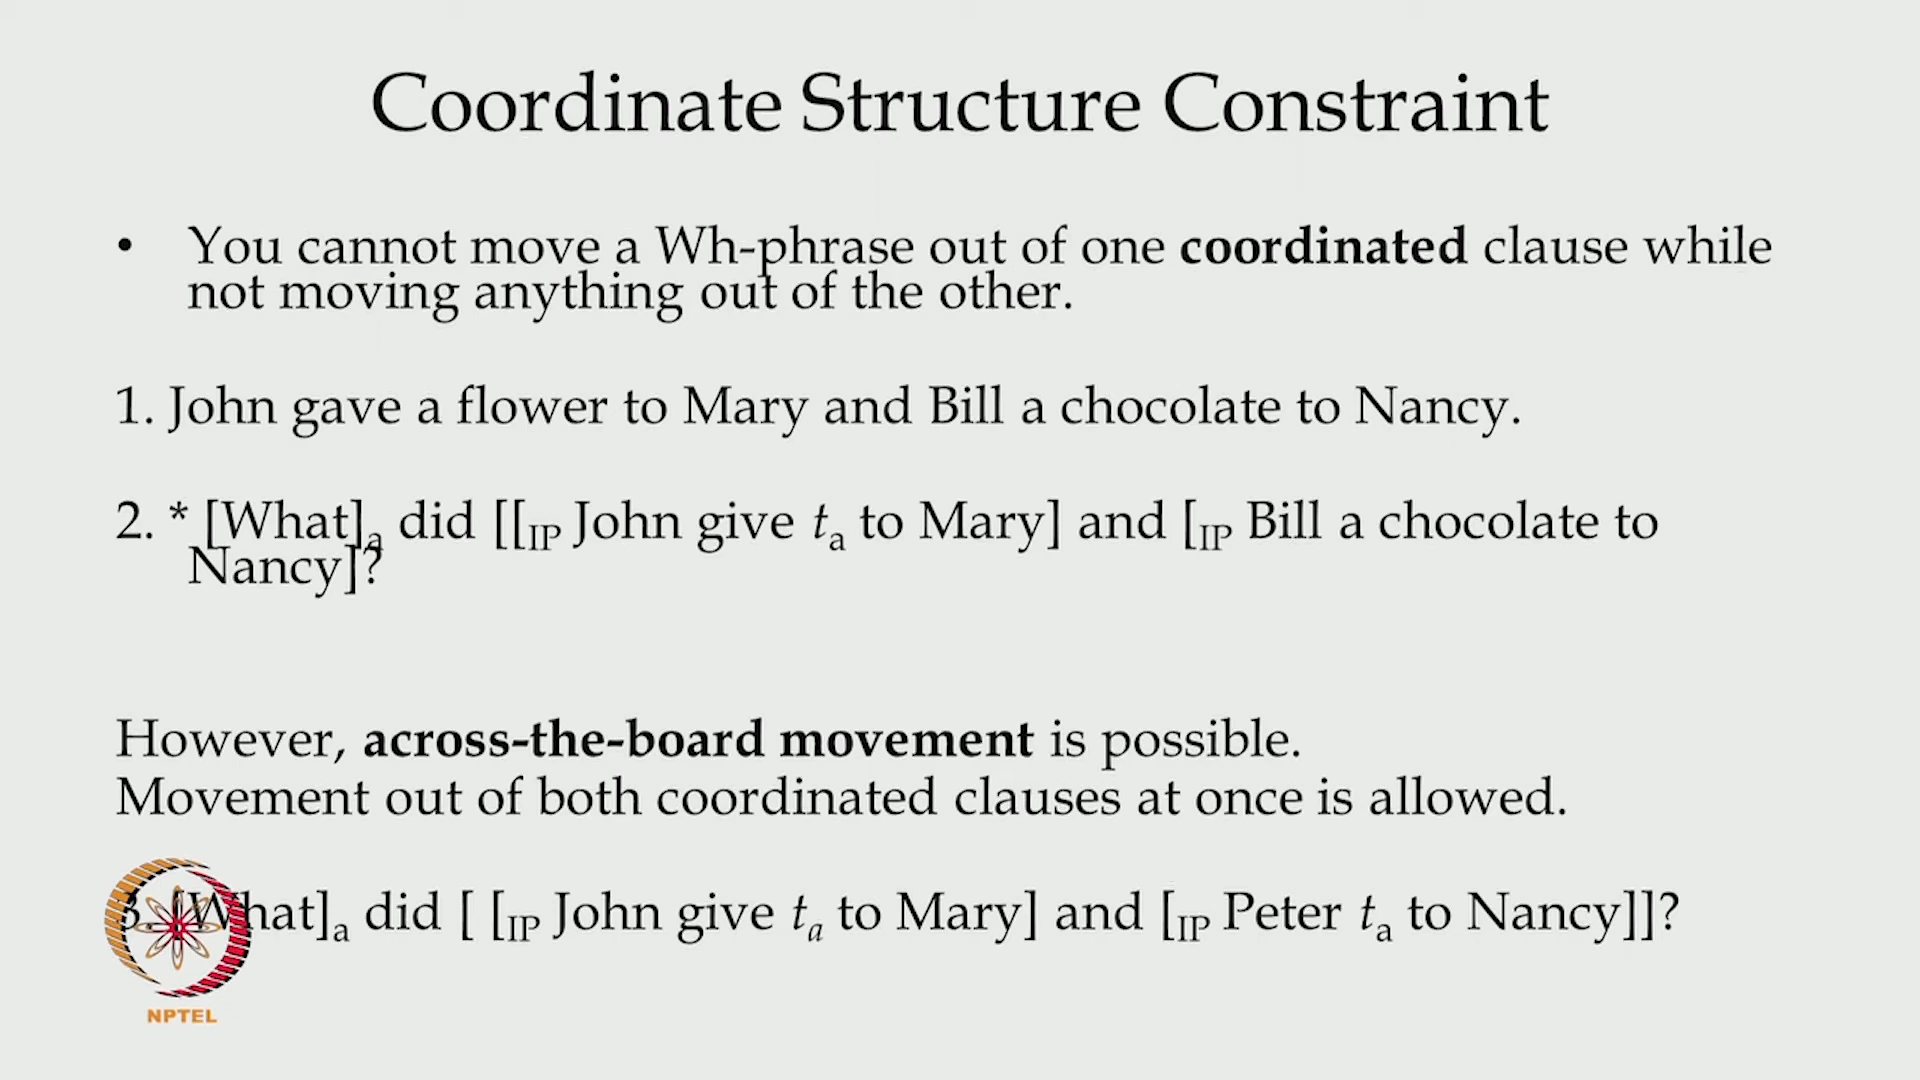 Coordinate Structure Constraint
• You cannot move a Wh-phrase out of one coordinated clause while
not moving anything out of the other.
1. John gave a flower to Mary and Bill a chocolate to Nancy.
2. * [What]a did [[IP John give ta to Mary] and [IP Bill a chocolate to
Nancy]?
However, across-the-board movement is possible.
Movement out of both coordinated clauses at once is allowed.
3. [What]a did [ [IP John give ta to Mary] and [IP Peter ta to Nancy]]?
NPTEL